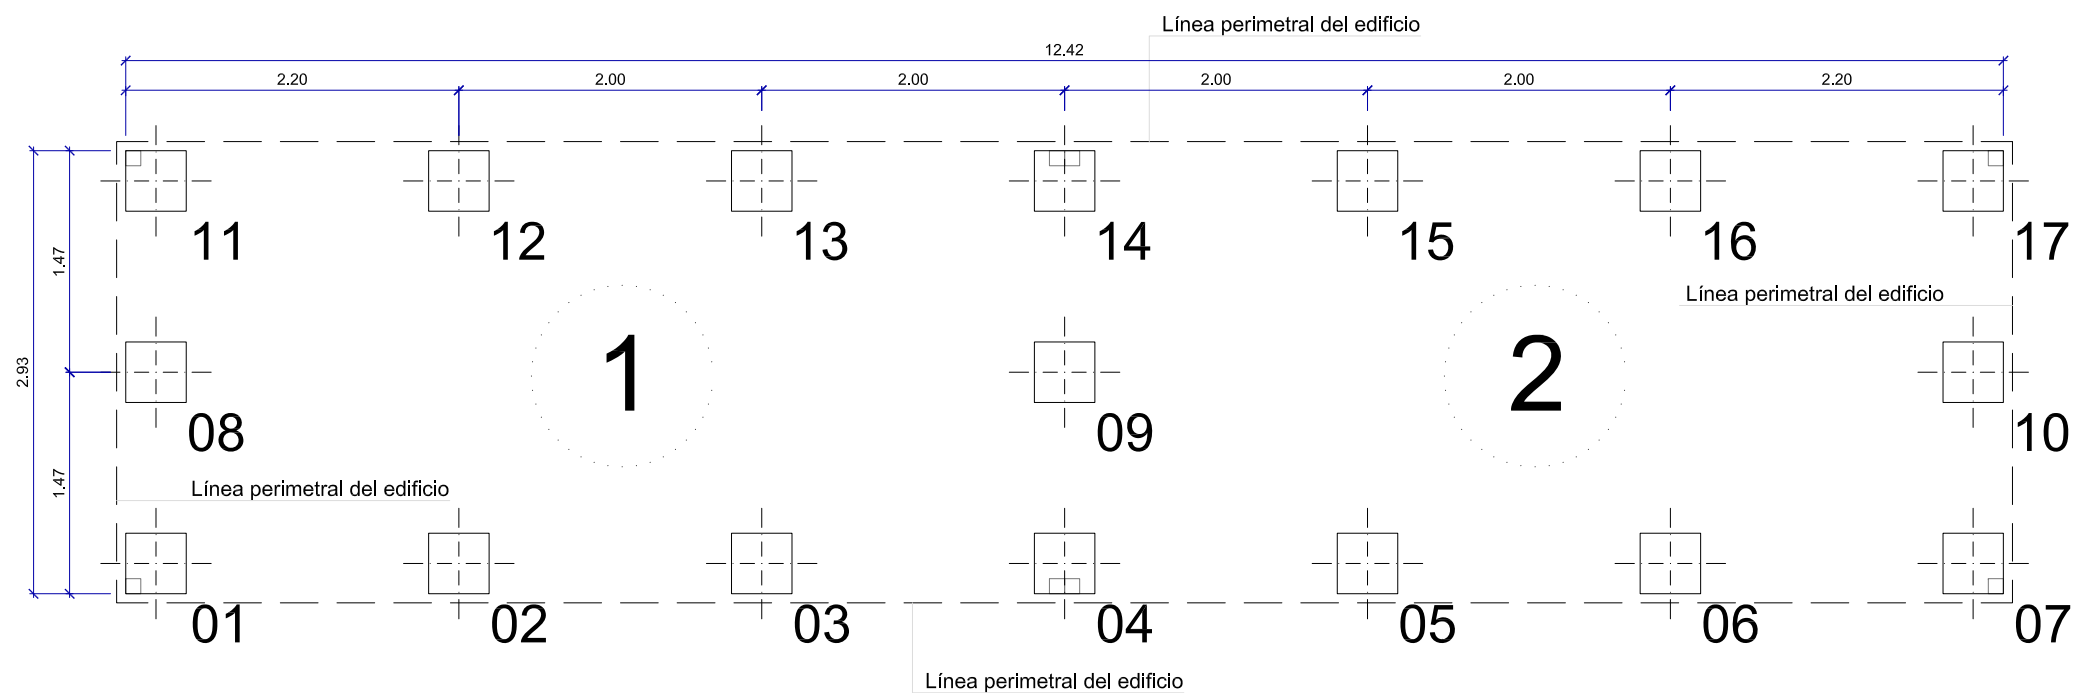 Línea perimetral del edificio
12.42
2.20 2.00 2.00 2.00 2.00 2.20
11 12 13 14 15 16 17
1.47
Línea perimetral del edificio
2.93
1 2
08 09 10
1.47
Línea perimetral del edificio
01 02 03 04 05 06 07
Línea perimetral del edificio